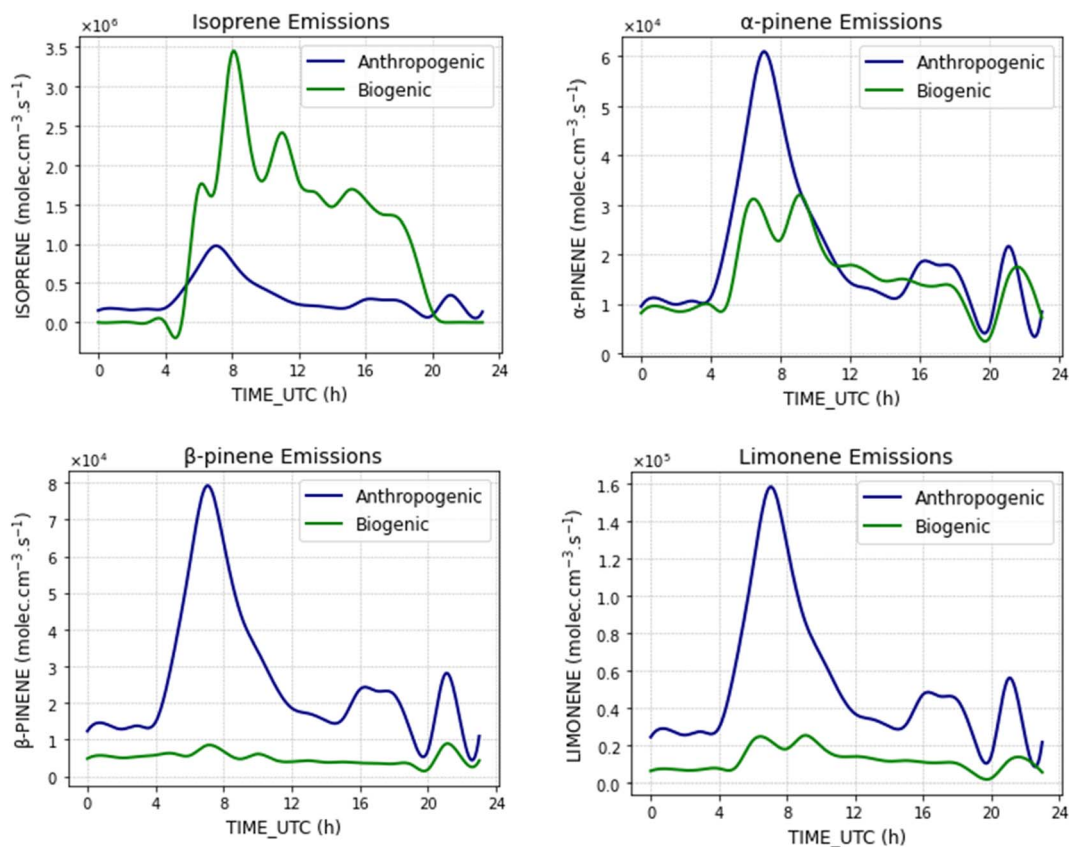 Isoprene Emissions
×10⁶
ISOPRENE (molec.cm⁻³.s⁻¹)
3.5
3.0
2.5
2.0
1.5
1.0
0.5
0.0
Anthropogenic
Biogenic
0 4 8 12 16 20 24
TIME_UTC (h)
α-pinene Emissions
×10⁴
α-PINENE (molec.cm⁻³.s⁻¹)
6
5
4
3
2
1
0
Anthropogenic
Biogenic
0 4 8 12 16 20 24
TIME_UTC (h)
β-pinene Emissions
×10⁴
β-PINENE (molec.cm⁻³.s⁻¹)
8
7
6
5
4
3
2
1
0
Anthropogenic
Biogenic
0 4 8 12 16 20 24
TIME_UTC (h)
Limonene Emissions
×10⁵
LIMONENE (molec.cm⁻³.s⁻¹)
1.6
1.4
1.2
1.0
0.8
0.6
0.4
0.2
0.0
Anthropogenic
Biogenic
0 4 8 12 16 20 24
TIME_UTC (h)